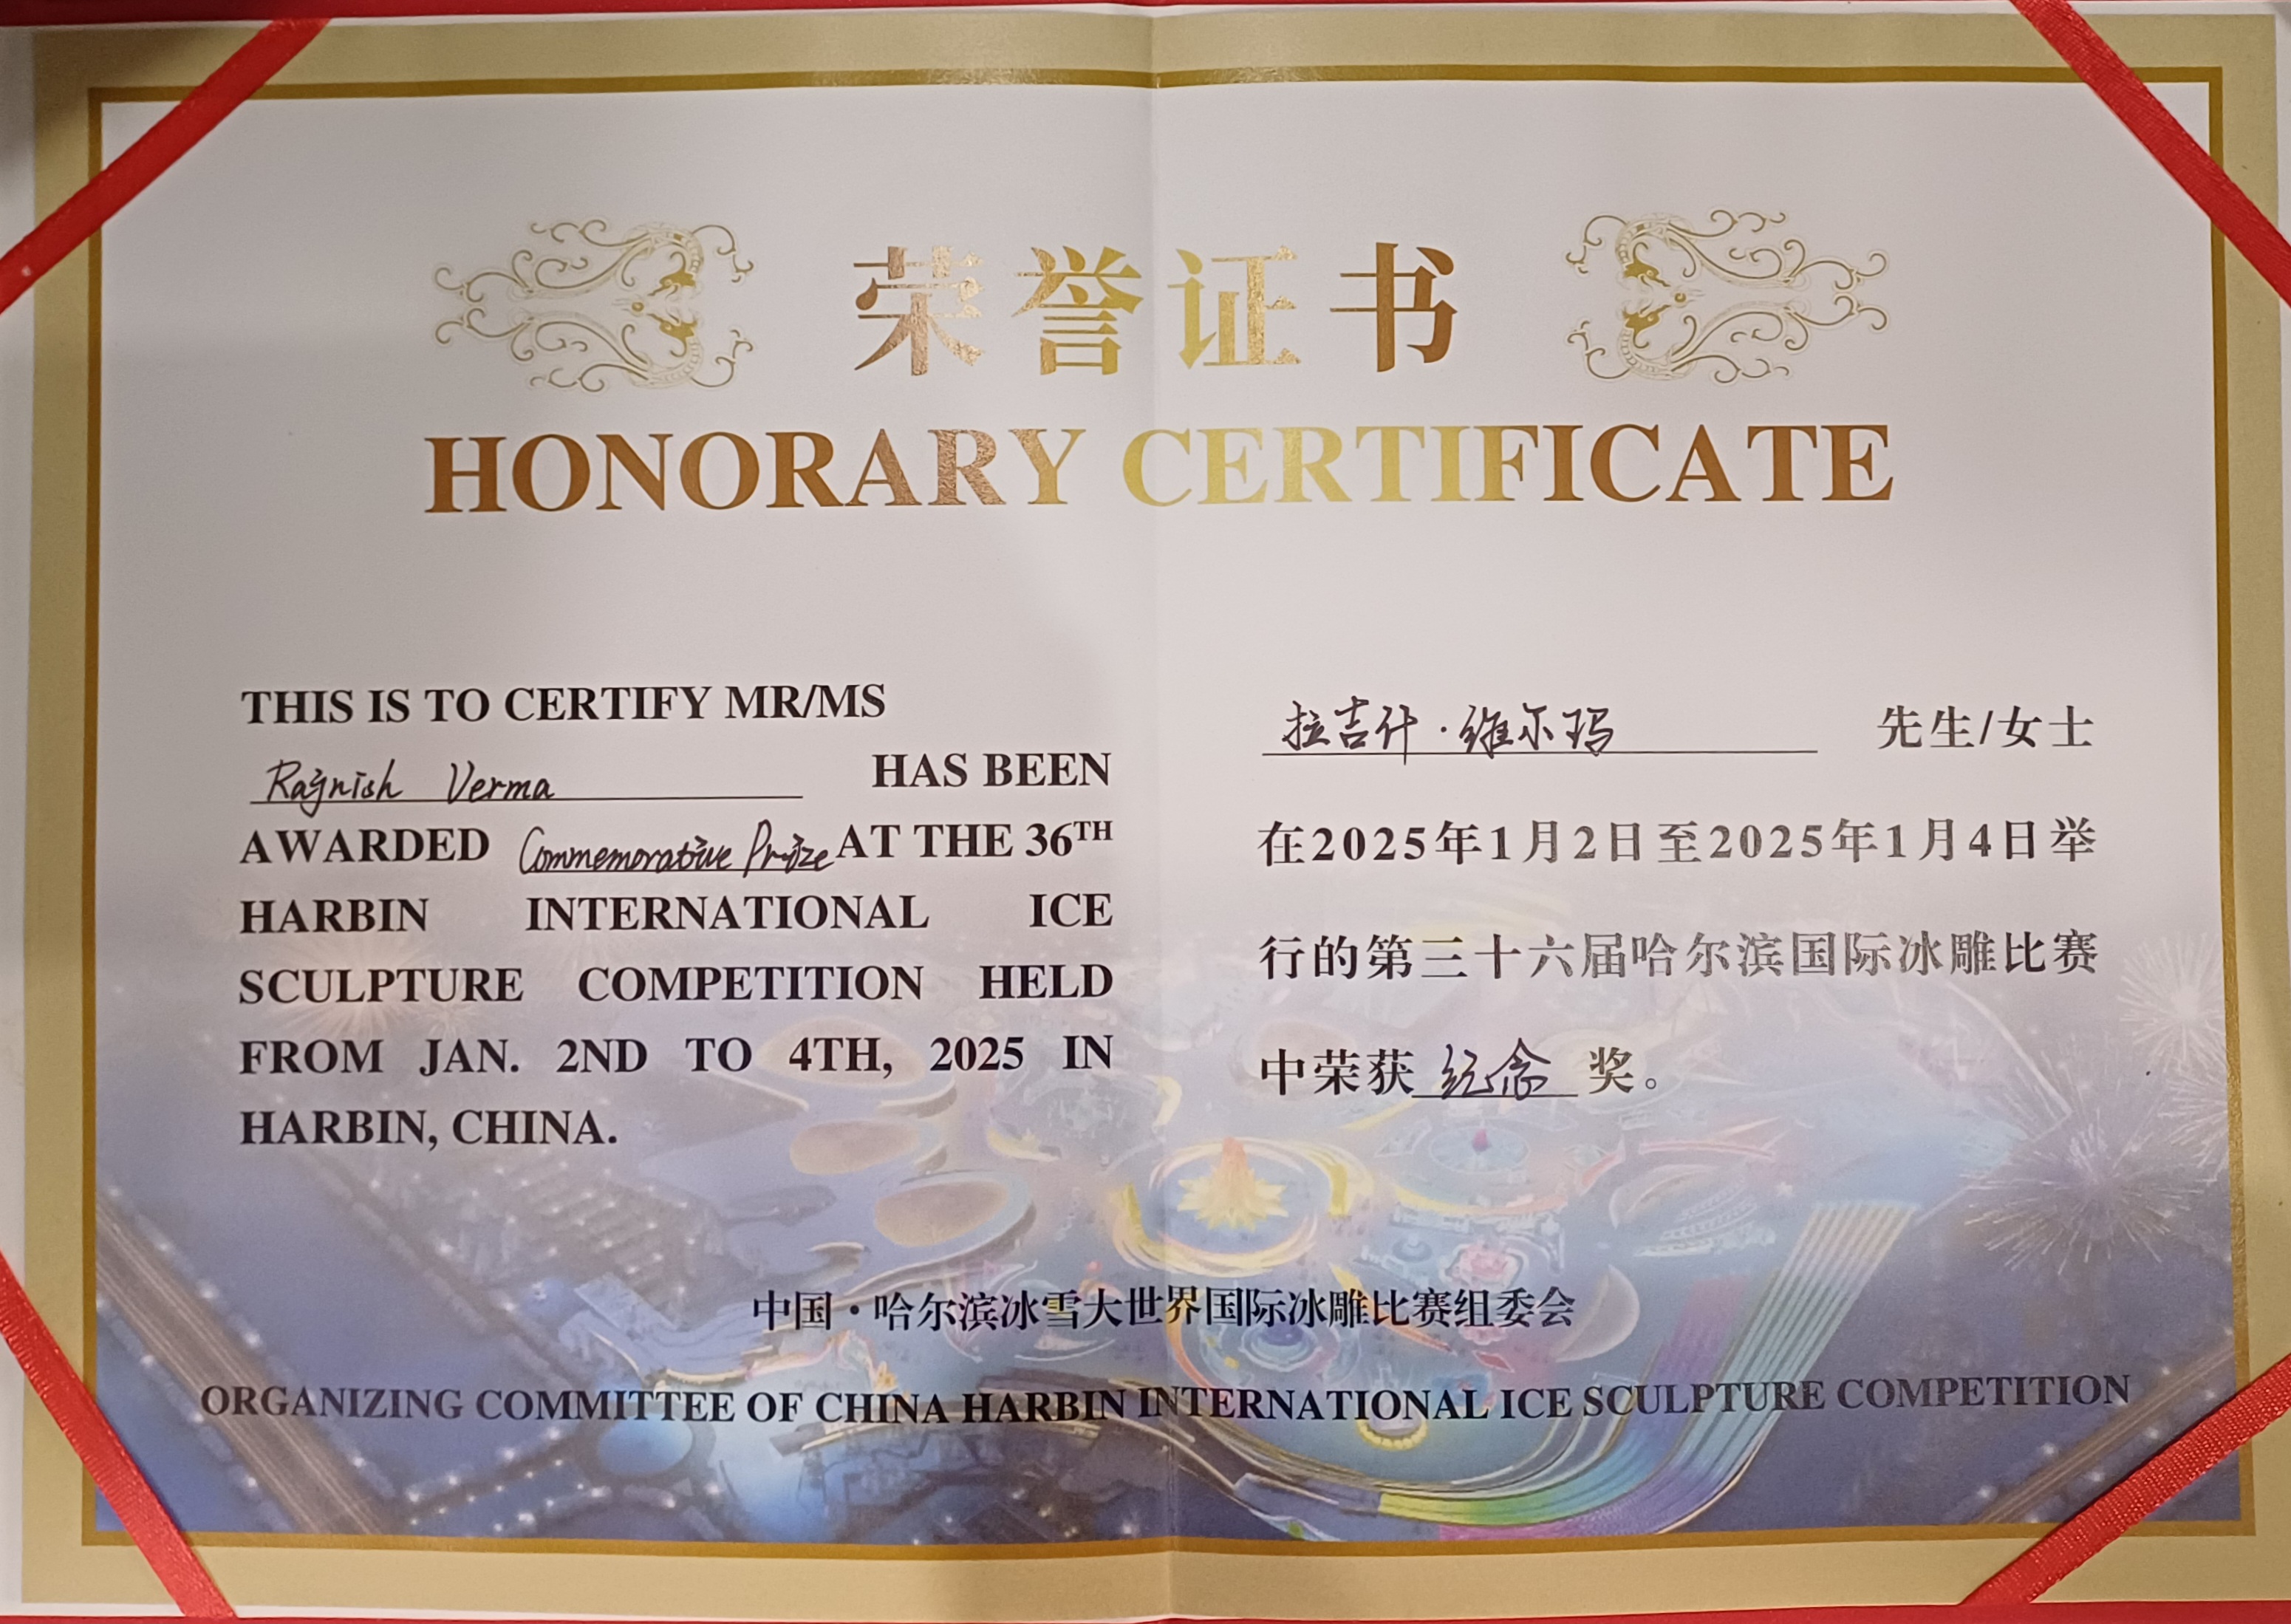 荣誉证书
HONORARY CERTIFICATE
THIS IS TO CERTIFY MR/MS
Rajnish Verma HAS BEEN
AWARDED Commemorative Prize AT THE 36TH
HARBIN INTERNATIONAL ICE
SCULPTURE COMPETITION HELD
FROM JAN. 2ND TO 4TH, 2025 IN
HARBIN, CHINA.
拉吉什·维尔玛 先生/女士
在2025年1月2日至2025年1月4日举
行的第三十六届哈尔滨国际冰雕比赛
中荣获 纪念 奖。
中国·哈尔滨冰雪大世界国际冰雕比赛组委会
ORGANIZING COMMITTEE OF CHINA HARBIN INTERNATIONAL ICE SCULPTURE COMPETITION